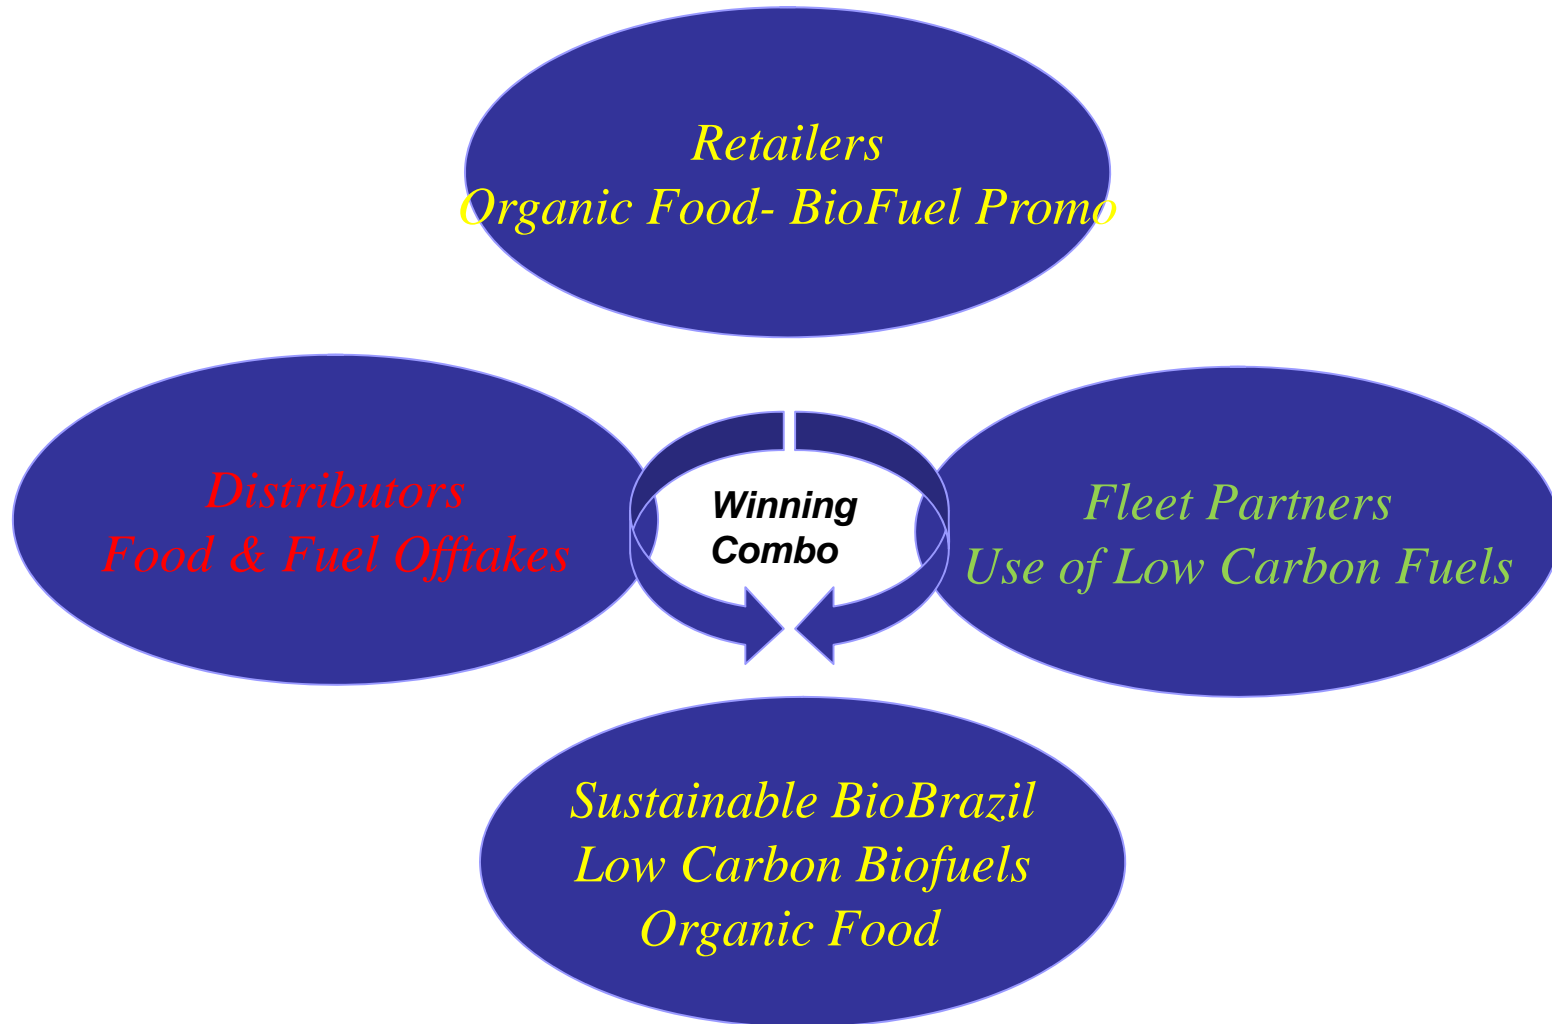 Retailers
Organic Food- BioFuel Promo
Distributors
Food & Fuel Offtakes
Winning
Combo
Fleet Partners
Use of Low Carbon Fuels
Sustainable BioBrazil
Low Carbon Biofuels
Organic Food